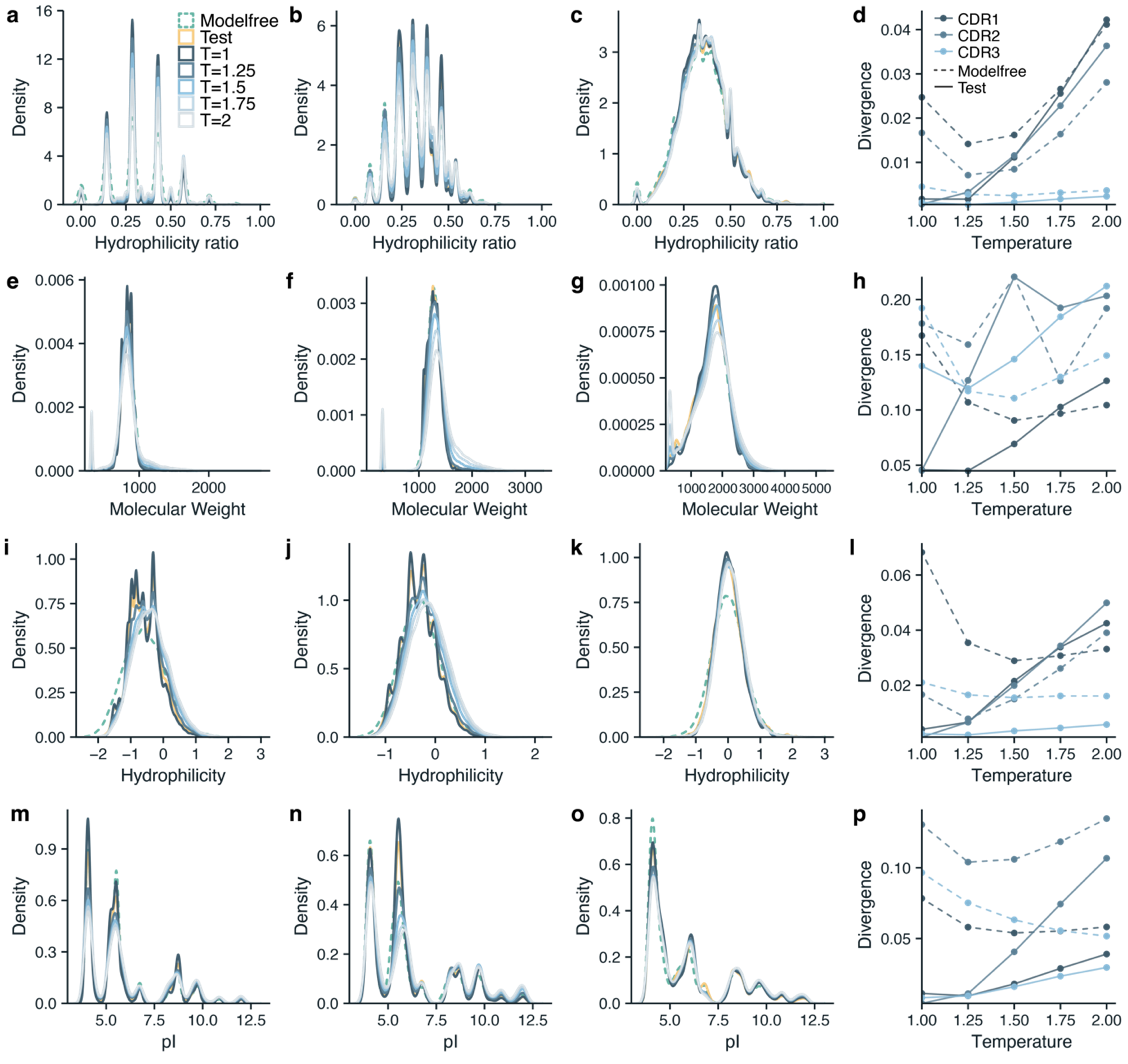 a
16
12
8
4
0
Density
0.00 0.25 0.50 0.75 1.00
Hydrophilicity ratio
Modelfree
Test
T=1
T=1.25
T=1.5
T=1.75
T=2
b
6
4
2
0
Density
0.00 0.25 0.50 0.75 1.00
Hydrophilicity ratio
c
3
2
1
0
Density
0.00 0.25 0.50 0.75 1.00
Hydrophilicity ratio
d
0.04
0.03
0.02
0.01
Divergence
CDR1
CDR2
CDR3
Modelfree
Test
1.00 1.25 1.50 1.75 2.00
Temperature
e
0.006
0.004
0.002
0.000
Density
1000 2000
Molecular Weight
f
0.003
0.002
0.001
0.000
Density
1000 2000 3000
Molecular Weight
g
0.00100
0.00075
0.00050
0.00025
0.00000
Density
1000 2000 3000 4000 5000
Molecular Weight
h
0.20
0.15
0.10
0.05
Divergence
1.00 1.25 1.50 1.75 2.00
Temperature
i
1.00
0.75
0.50
0.25
0.00
Density
−2 −1 0 1 2 3
Hydrophilicity
j
1.0
0.5
0.0
Density
−1 0 1 2
Hydrophilicity
k
1.00
0.75
0.50
0.25
0.00
Density
−2 −1 0 1 2 3
Hydrophilicity
l
0.06
0.04
0.02
Divergence
1.00 1.25 1.50 1.75 2.00
Temperature
m
0.9
0.6
0.3
0.0
Density
5.0 7.5 10.0 12.5
pI
n
0.6
0.4
0.2
0.0
Density
5.0 7.5 10.0 12.5
pI
o
0.8
0.6
0.4
0.2
0.0
Density
5.0 7.5 10.0 12.5
pI
p
0.10
0.05
Divergence
1.00 1.25 1.50 1.75 2.00
Temperature